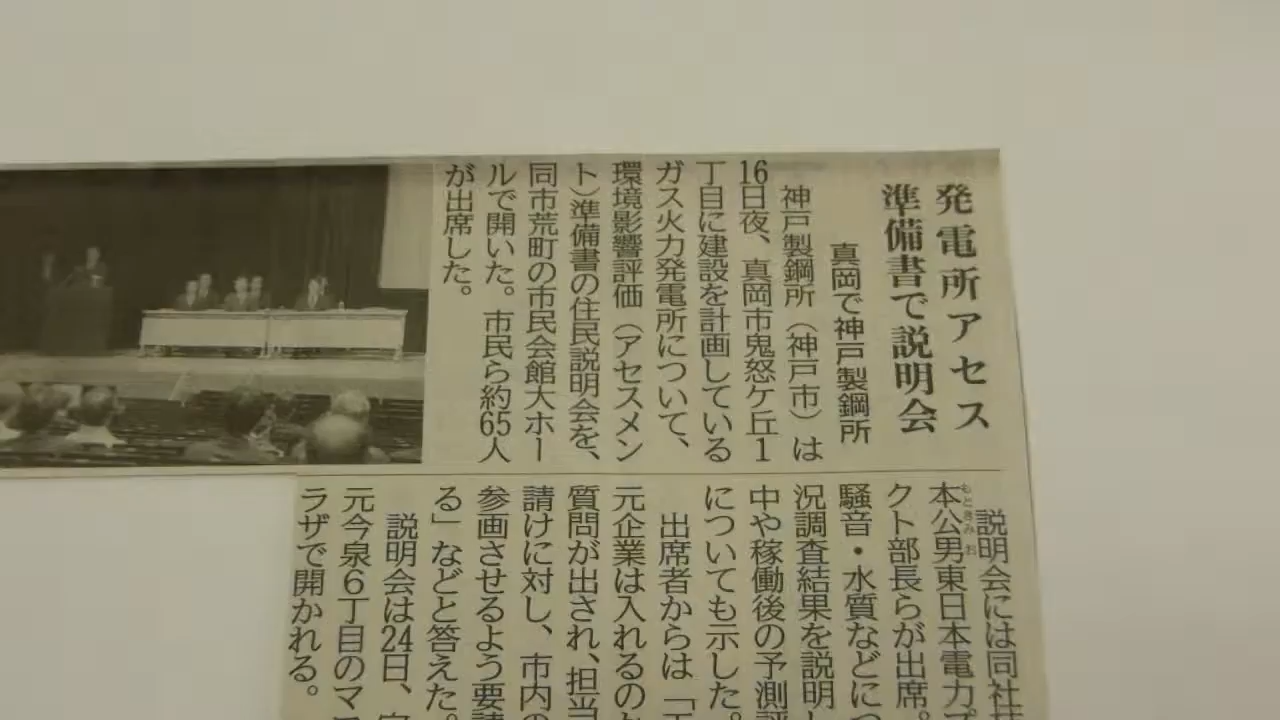 発電所アセス
準備書で説明会
真岡で神戸製鋼所
神戸製鋼所（神戸市）は
16日夜、真岡市鬼怒ケ丘1
丁目に建設を計画している
ガス火力発電所について、
環境影響評価（アセスメン
ト）準備書の住民説明会を、
同市荒町の市民会館大ホー
ルで開いた。市民ら約65人
が出席した。
説明会には同社
本公男東日本電力プ
もときみお
クト部長らが出席。
騒音・水質などにつ
況調査結果を説明し
中や稼働後の予測評
についても示した。
出席者からは「
元企業は入れるのか
質問が出され、担当
請けに対し、市内の
参画させるよう要請
る」などと答えた。
説明会は24日、
元今泉6丁目のマ
ラザで開かれる。